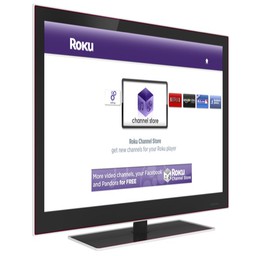 Roku
channel store
Roku Channel Store
get new channels for your Roku player
More video channels, your Facebook
and Pandora for FREE
Roku
Channel Store